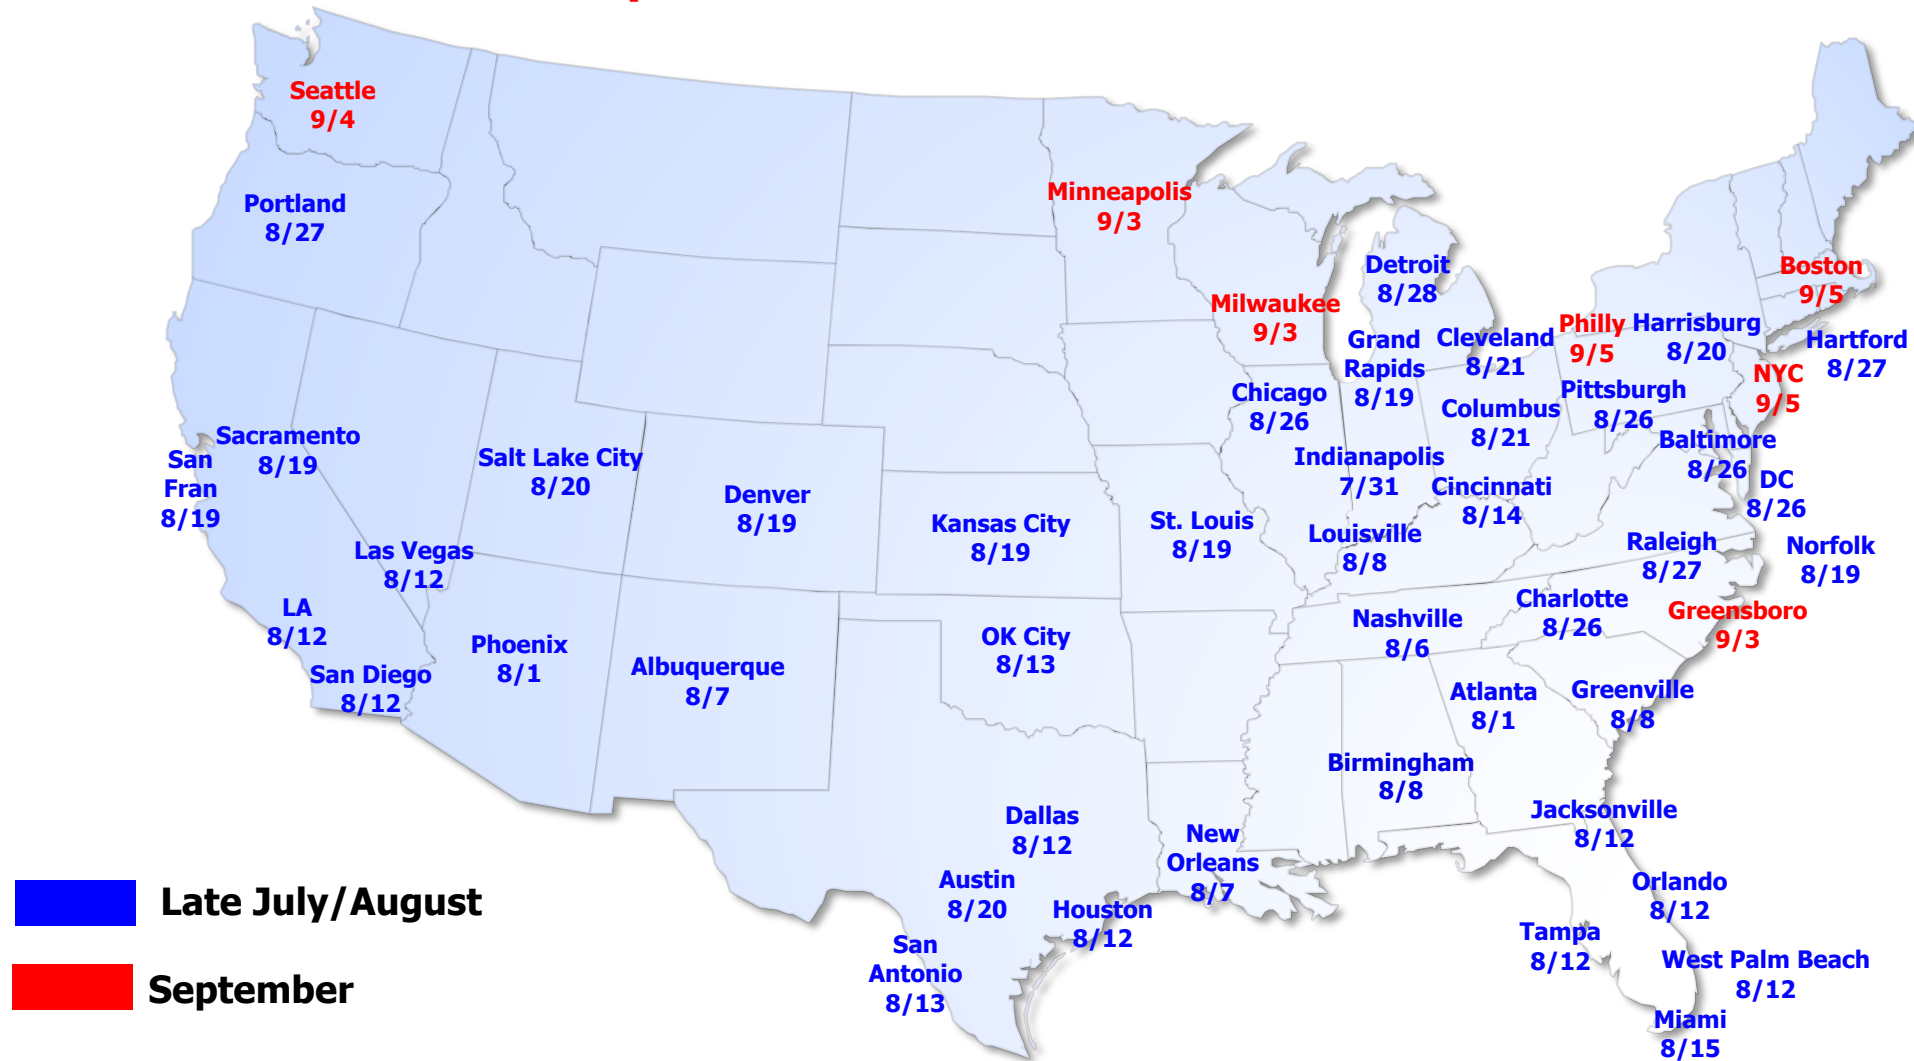 Seattle
9/4
Portland
8/27
Minneapolis
9/3
Milwaukee
9/3
Detroit
8/28
Grand
Rapids
8/19
Cleveland
8/21
Philly
9/5
Harrisburg
8/20
Boston
9/5
Hartford
8/27
NYC
9/5
Chicago
8/26
Columbus
8/21
Pittsburgh
8/26
Baltimore
8/26
DC
8/26
Sacramento
8/19
San
Fran
8/19
Salt Lake City
8/20
Denver
8/19
Kansas City
8/19
St. Louis
8/19
Indianapolis
7/31
Cincinnati
8/14
Louisville
8/8
Raleigh
8/27
Norfolk
8/19
Las Vegas
8/12
LA
8/12
San Diego
8/12
Phoenix
8/1
Albuquerque
8/7
OK City
8/13
Nashville
8/6
Charlotte
8/26
Greensboro
9/3
Atlanta
8/1
Greenville
8/8
Birmingham
8/8
Jacksonville
8/12
Dallas
8/12
Austin
8/20
Houston
8/12
San
Antonio
8/13
New
Orleans
8/7
Orlando
8/12
Tampa
8/12
West Palm Beach
8/12
Miami
8/15
Late July/August
September